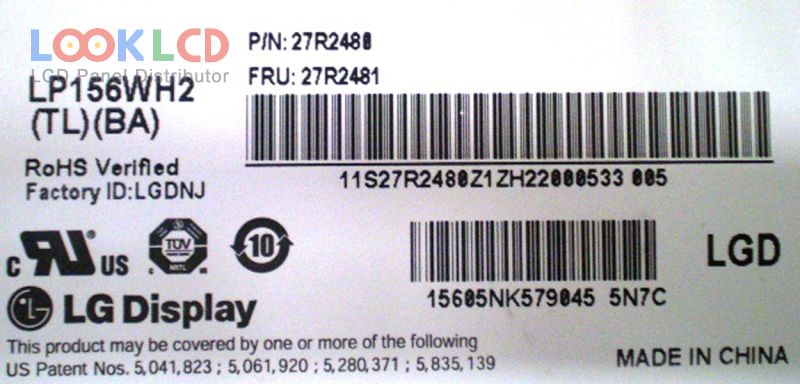 LOOKLCD
LCD Panel Distributor
P/N: 27R2480
FRU: 27R2481
LP156WH2
(TL)(BA)
RoHS Verified
Factory ID:LGDNJ
11S27R2480Z1ZH22000533 005
c RU US
TÜV
NRTL
10
15605NK579045 5N7C
LGD
LG Display
This product may be covered by one or more of the following
US Patent Nos. 5,041,823 ; 5,061,920 ; 5,280,371 ; 5,835,139
MADE IN CHINA